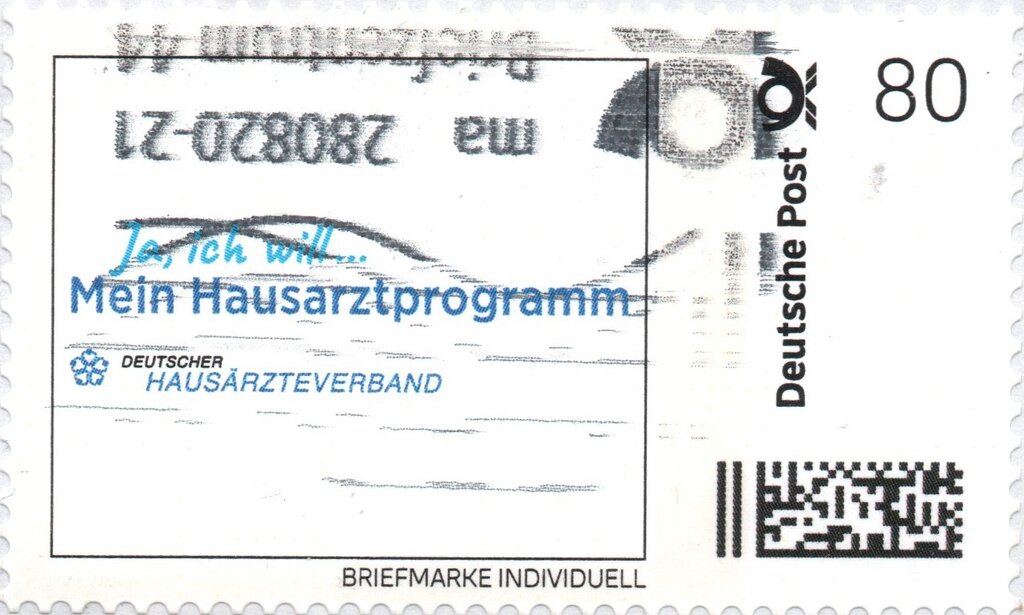 Briefzentrum 44
ma 280820-21
80
Deutsche Post
Ja, ich will...
Mein Hausarztprogramm
DEUTSCHER
HAUSÄRZTEVERBAND
BRIEFMARKE INDIVIDUELL